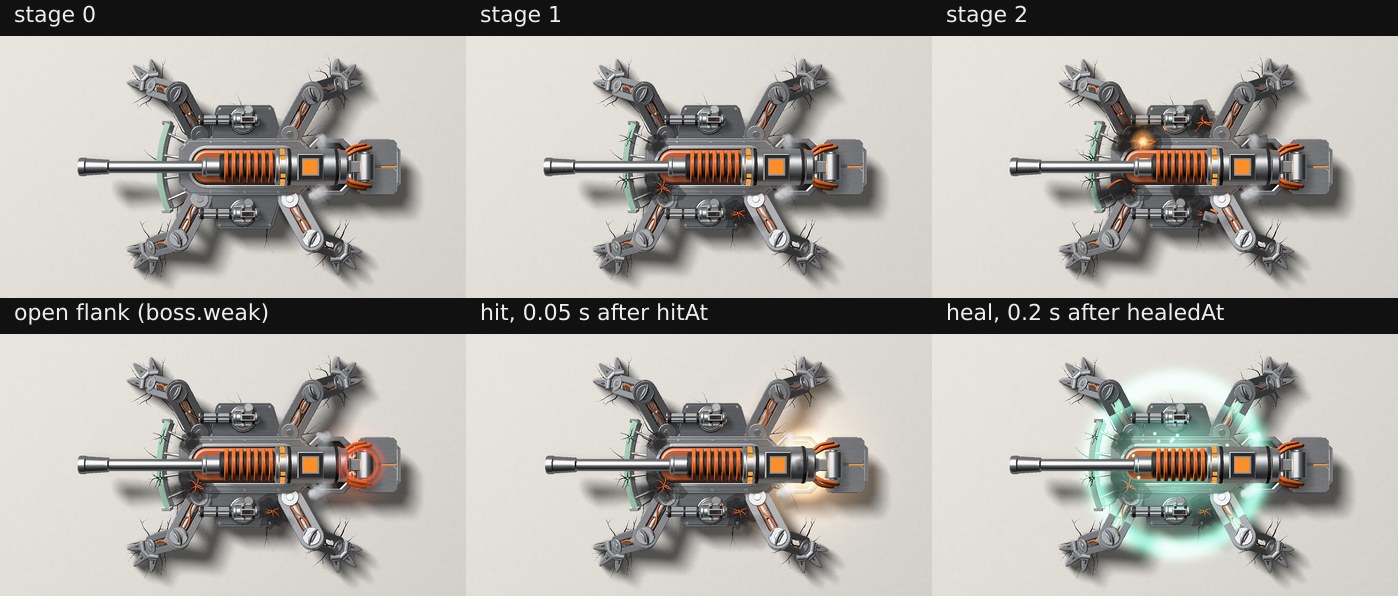 stage 0
stage 1
stage 2
open flank (boss.weak)
hit, 0.05 s after hitAt
heal, 0.2 s after healedAt